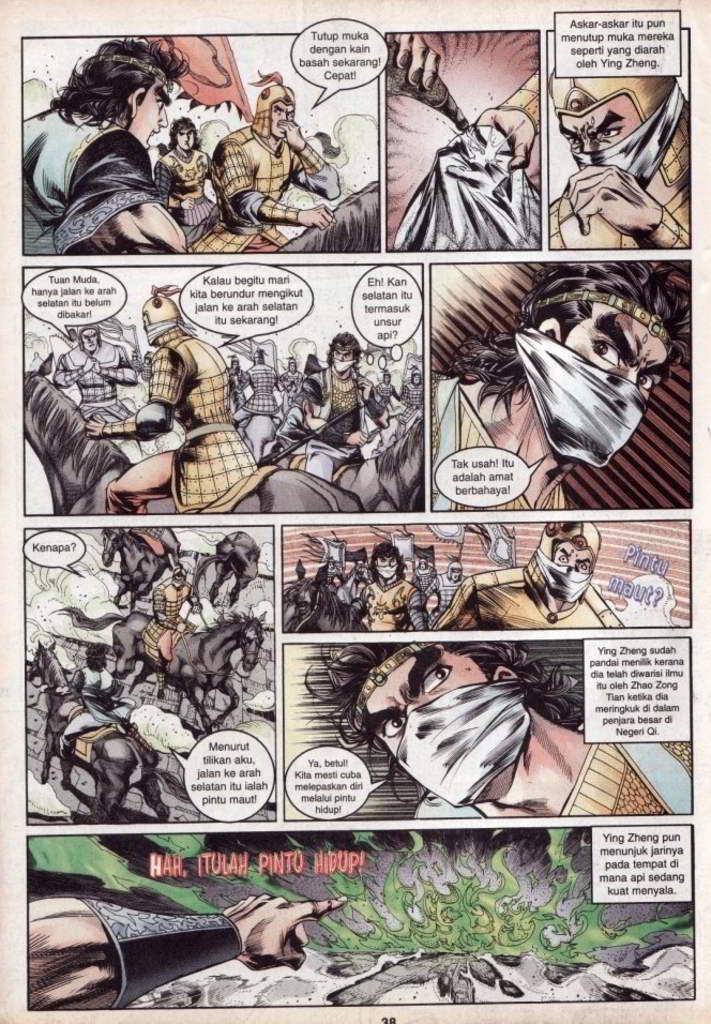 Tutup muka
dengan kain
basah sekarang!
Cepat!
Askar-askar itu pun
menutup muka mereka
seperti yang diarah
oleh Ying Zheng.
Tuan Muda,
hanya jalan ke arah
selatan itu belum
dibakar!
Kalau begitu mari
kita berundur mengikut
jalan ke arah selatan
itu sekarang!
Eh! Kan
selatan itu
termasuk
unsur
api?
Tak usah! Itu
adalah amat
berbahaya!
Kenapa?
Menurut
tilikan aku,
jalan ke arah
selatan itu ialah
pintu maut!
Pintu
maut?
Ying Zheng sudah
pandai menilik kerana
dia telah diwarisi ilmu
itu oleh Zhao Zong
Tian ketika dia
meringkuk di dalam
penjara besar di
Negeri Qi.
Ya, betul!
Kita mesti cuba
melepaskan diri
melalui pintu
hidup!
HAH, ITULAH PINTU HIDUP!
Ying Zheng pun
menunjuk jarinya
pada tempat di
mana api sedang
kuat menyala.
38